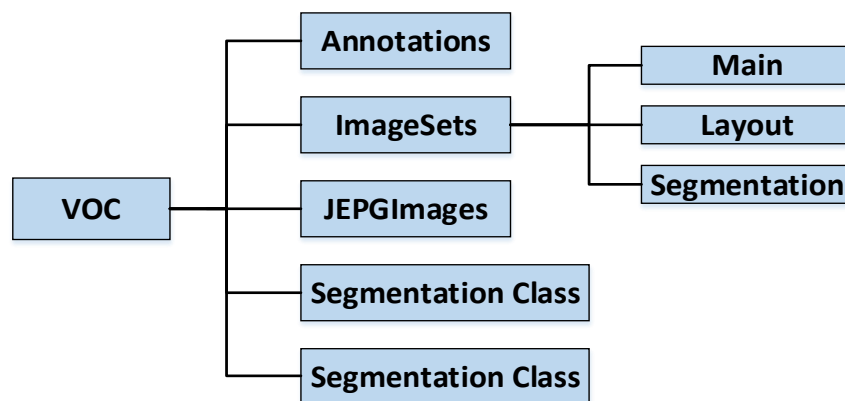 VOC
Annotations
ImageSets
JEPGImages
Segmentation Class
Segmentation Class
Main
Layout
Segmentation